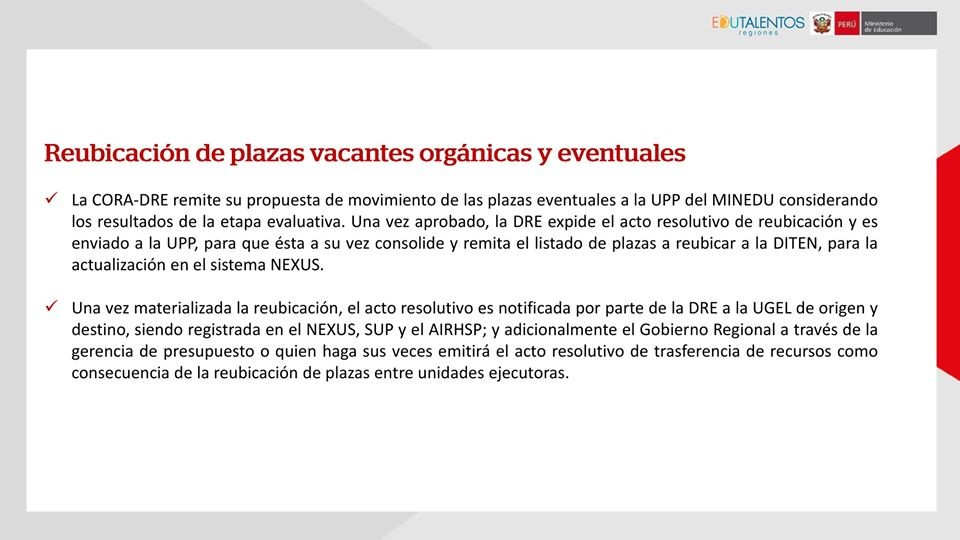 EDUTALENTOS
regiones
PERÚ
Ministerio
de Educación
Reubicación de plazas vacantes orgánicas y eventuales
✓ La CORA-DRE remite su propuesta de movimiento de las plazas eventuales a la UPP del MINEDU considerando
los resultados de la etapa evaluativa. Una vez aprobado, la DRE expide el acto resolutivo de reubicación y es
enviado a la UPP, para que ésta a su vez consolide y remita el listado de plazas a reubicar a la DITEN, para la
actualización en el sistema NEXUS.
✓ Una vez materializada la reubicación, el acto resolutivo es notificada por parte de la DRE a la UGEL de origen y
destino, siendo registrada en el NEXUS, SUP y el AIRHSP; y adicionalmente el Gobierno Regional a través de la
gerencia de presupuesto o quien haga sus veces emitirá el acto resolutivo de trasferencia de recursos como
consecuencia de la reubicación de plazas entre unidades ejecutoras.